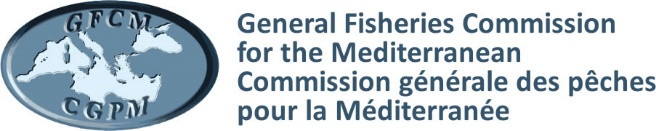 GFCM
CGPM
General Fisheries Commission
for the Mediterranean
Commission générale des pêches
pour la Méditerranée